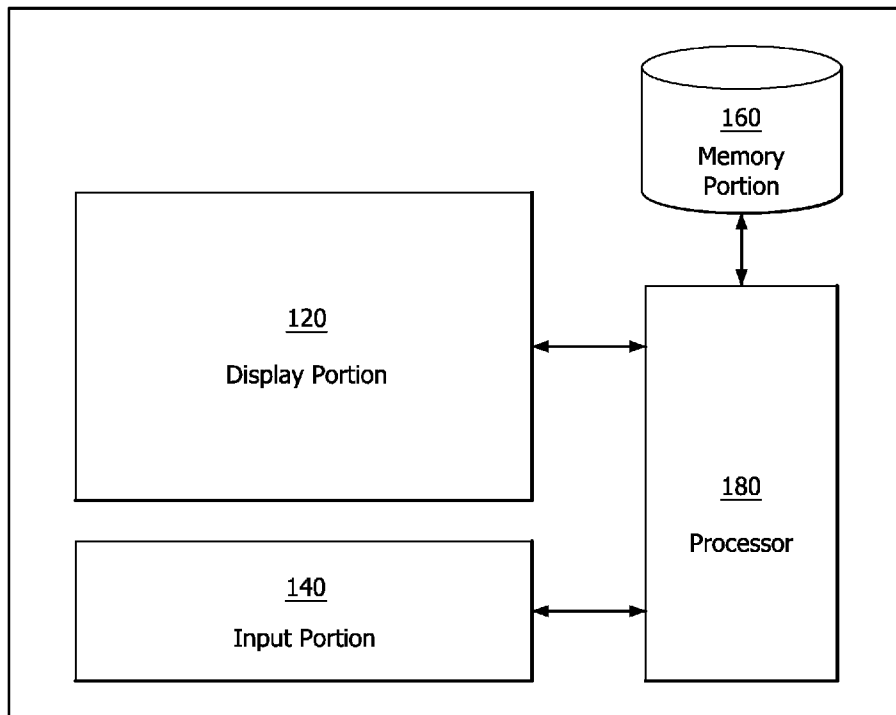 160
Memory
Portion
120
Display Portion
180
Processor
140
Input Portion